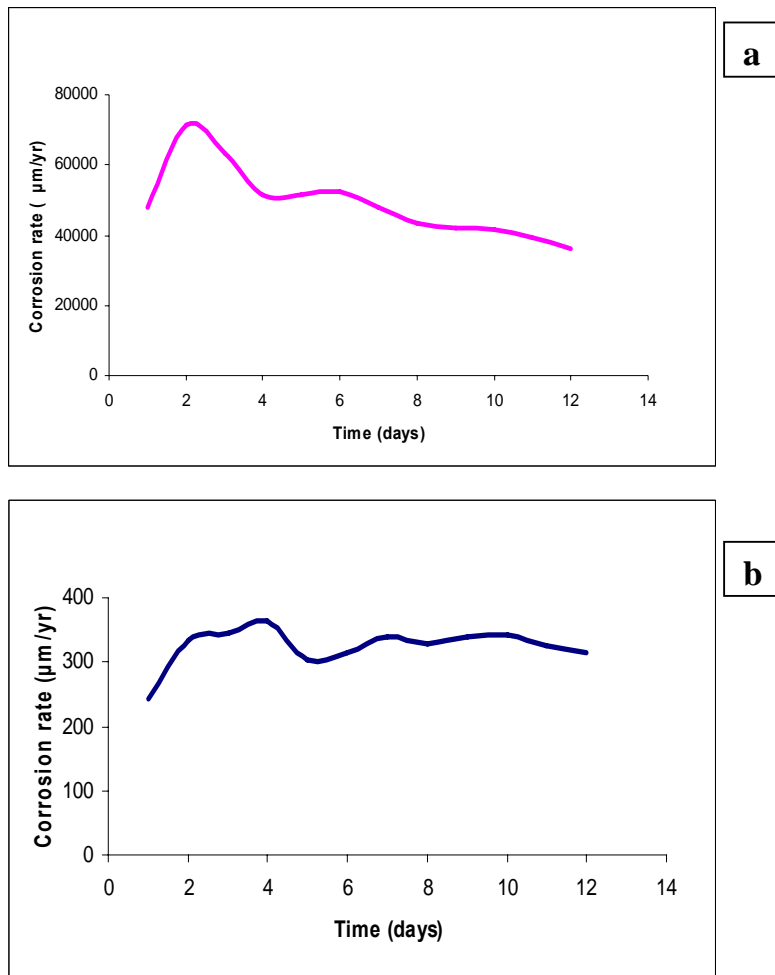 a
80000
60000
40000
20000
0
Corrosion rate ( µm/yr)
0 2 4 6 8 10 12 14
Time (days)
b
400
300
200
100
0
Corrosion rate (µm/yr)
0 2 4 6 8 10 12 14
Time (days)